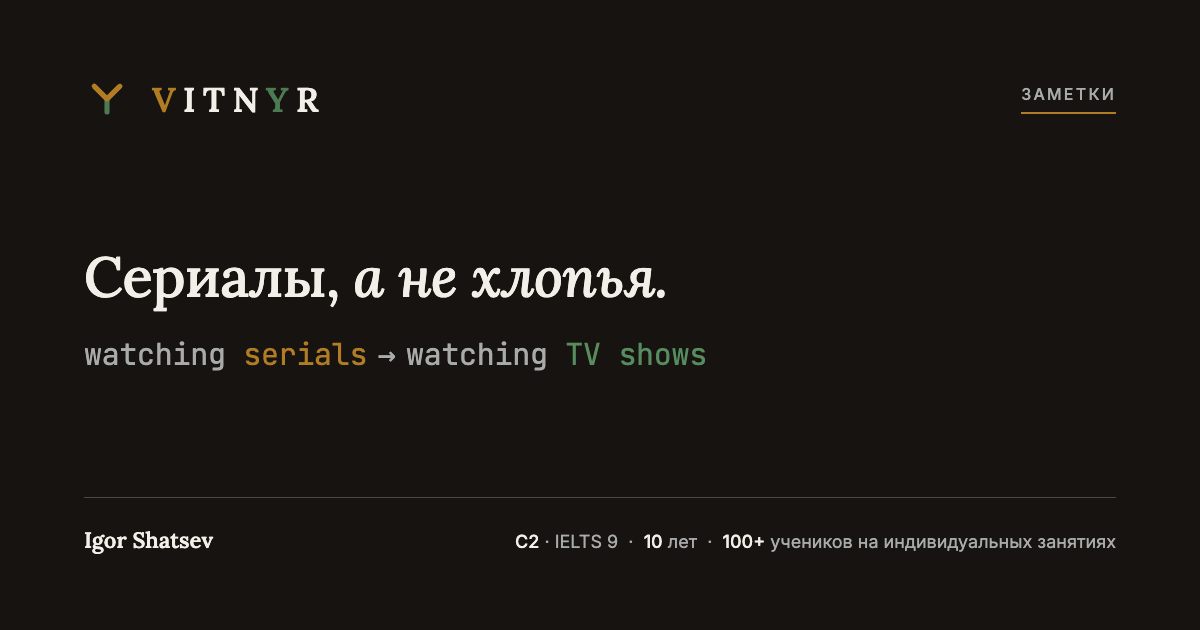 VITNYR
ЗАМЕТКИ
Сериалы, а не хлопья.
watching serials → watching TV shows
Igor Shatsev
C2 · IELTS 9 · 10 лет · 100+ учеников на индивидуальных занятиях